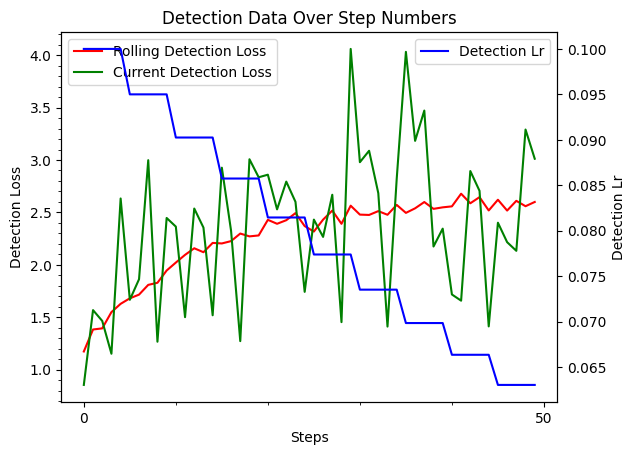 Detection Data Over Step Numbers
Rolling Detection Loss
Current Detection Loss
Detection Lr
4.0
3.5
3.0
2.5
2.0
1.5
1.0
Detection Loss
0.100
0.095
0.090
0.085
0.080
0.075
0.070
0.065
Detection Lr
0
50
Steps